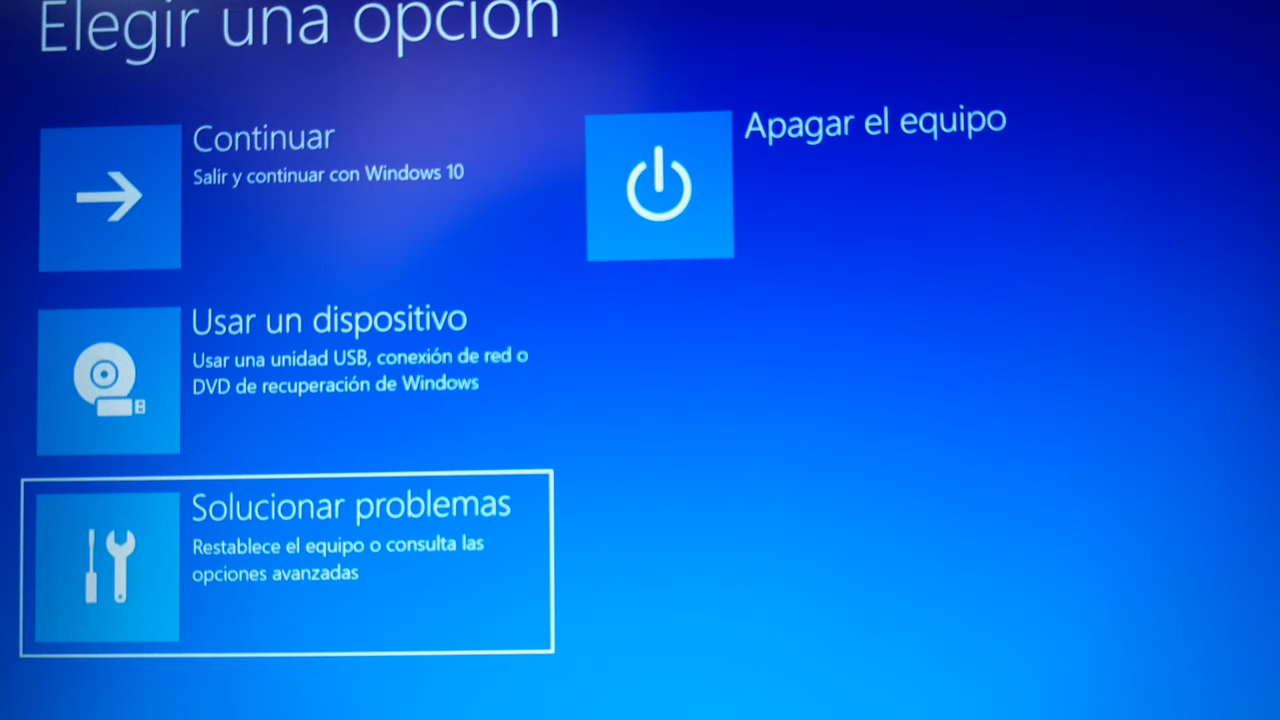 Elegir una opción
Continuar
Salir y continuar con Windows 10
Apagar el equipo
Usar un dispositivo
Usar una unidad USB, conexión de red o
DVD de recuperación de Windows
Solucionar problemas
Restablece el equipo o consulta las
opciones avanzadas